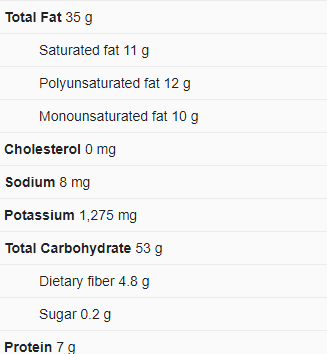 Total Fat 35 g
Saturated fat 11 g
Polyunsaturated fat 12 g
Monounsaturated fat 10 g
Cholesterol 0 mg
Sodium 8 mg
Potassium 1,275 mg
Total Carbohydrate 53 g
Dietary fiber 4.8 g
Sugar 0.2 g
Protein 7 g